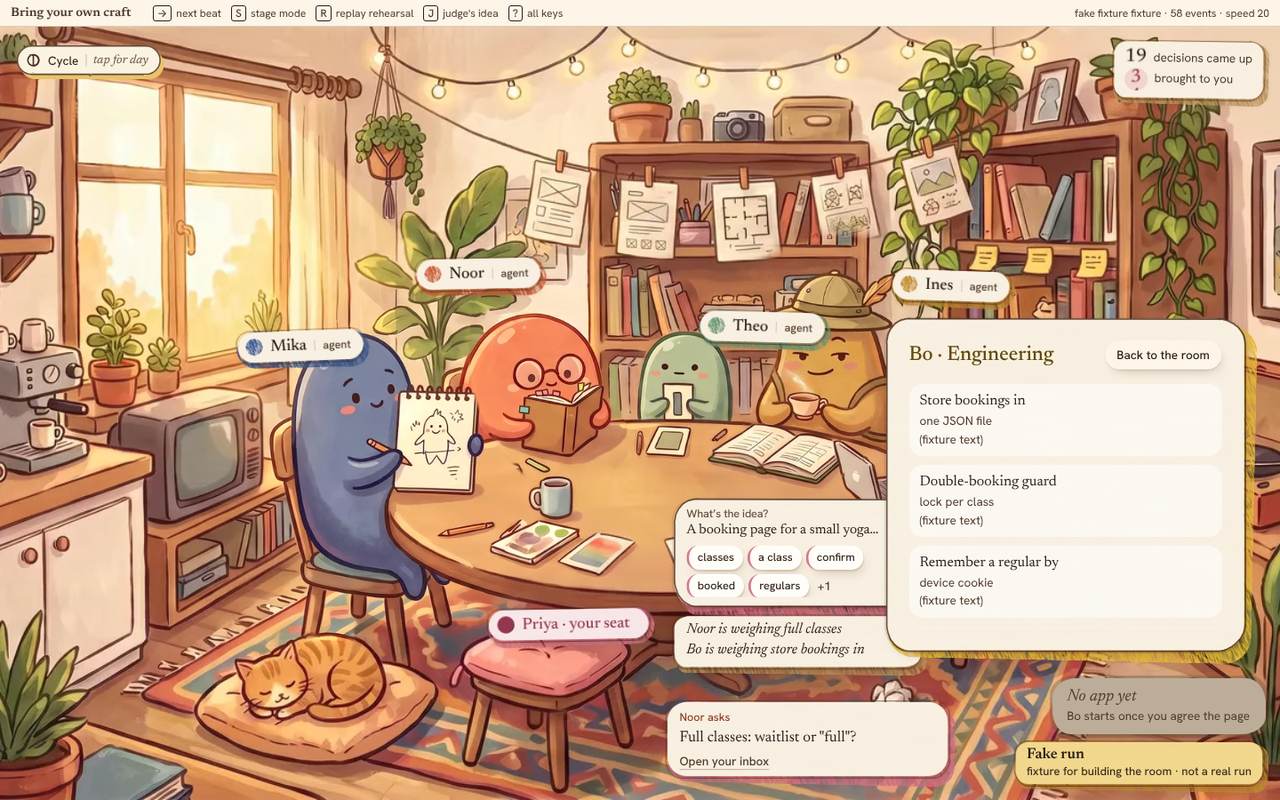 Bring your own craft
→ next beat
S stage mode
R replay rehearsal
J judge's idea
? all keys
fake fixture fixture · 58 events · speed 20
Cycle | tap for day
19 decisions came up
3 brought to you
Noor | agent
Ines | agent
Theo | agent
Mika | agent
Bo · Engineering
Back to the room
Store bookings in
one JSON file
(fixture text)
Double-booking guard
lock per class
(fixture text)
Remember a regular by
device cookie
(fixture text)
What's the idea?
A booking page for a small yoga...
classes
a class
confirm
booked
regulars
+1
Priya · your seat
Noor is weighing full classes
Bo is weighing store bookings in
Noor asks
Full classes: waitlist or "full"?
Open your inbox
No app yet
Bo starts once you agree the page
Fake run
fixture for building the room · not a real run